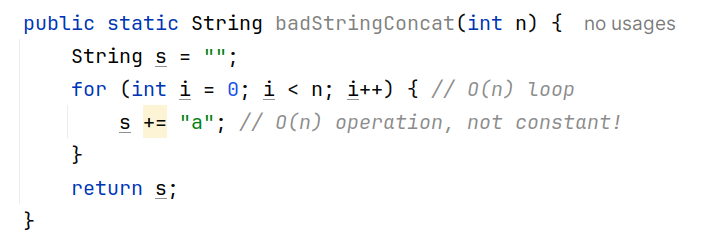 public static String badStringConcat(int n) { no usages
    String s = "";
    for (int i = 0; i < n; i++) { // O(n) loop
        s += "a"; // O(n) operation, not constant!
    }
    return s;
}